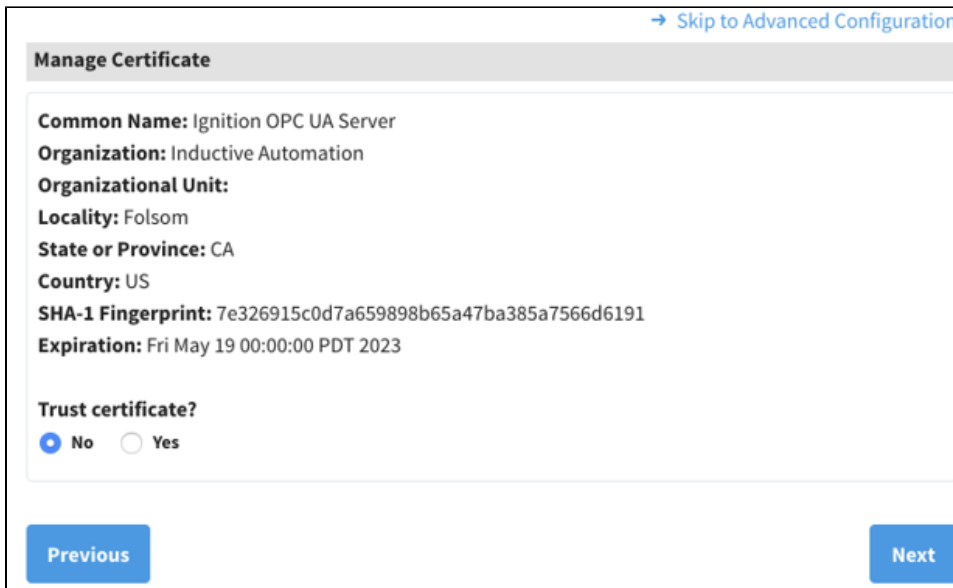 → Skip to Advanced Configuration
Manage Certificate
Common Name: Ignition OPC UA Server
Organization: Inductive Automation
Organizational Unit:
Locality: Folsom
State or Province: CA
Country: US
SHA-1 Fingerprint: 7e326915c0d7a659898b65a47ba385a7566d6191
Expiration: Fri May 19 00:00:00 PDT 2023
Trust certificate?
No Yes
Previous Next